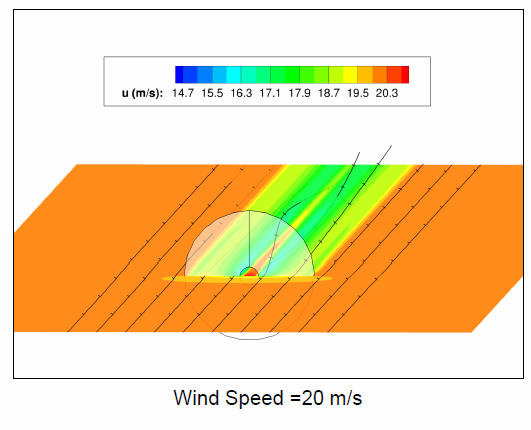 u (m/s): 14.7 15.5 16.3 17.1 17.9 18.7 19.5 20.3
Wind Speed =20 m/s